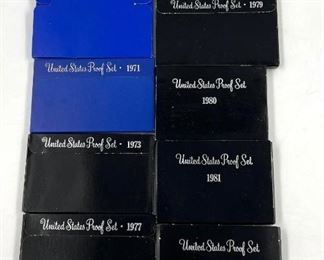 United States Proof Set · 1979
United States Proof Set · 1971
United States Proof Set
1980
United States Proof Set · 1973
United States Proof Set
1981
United States Proof Set · 1977
United States Proof Set